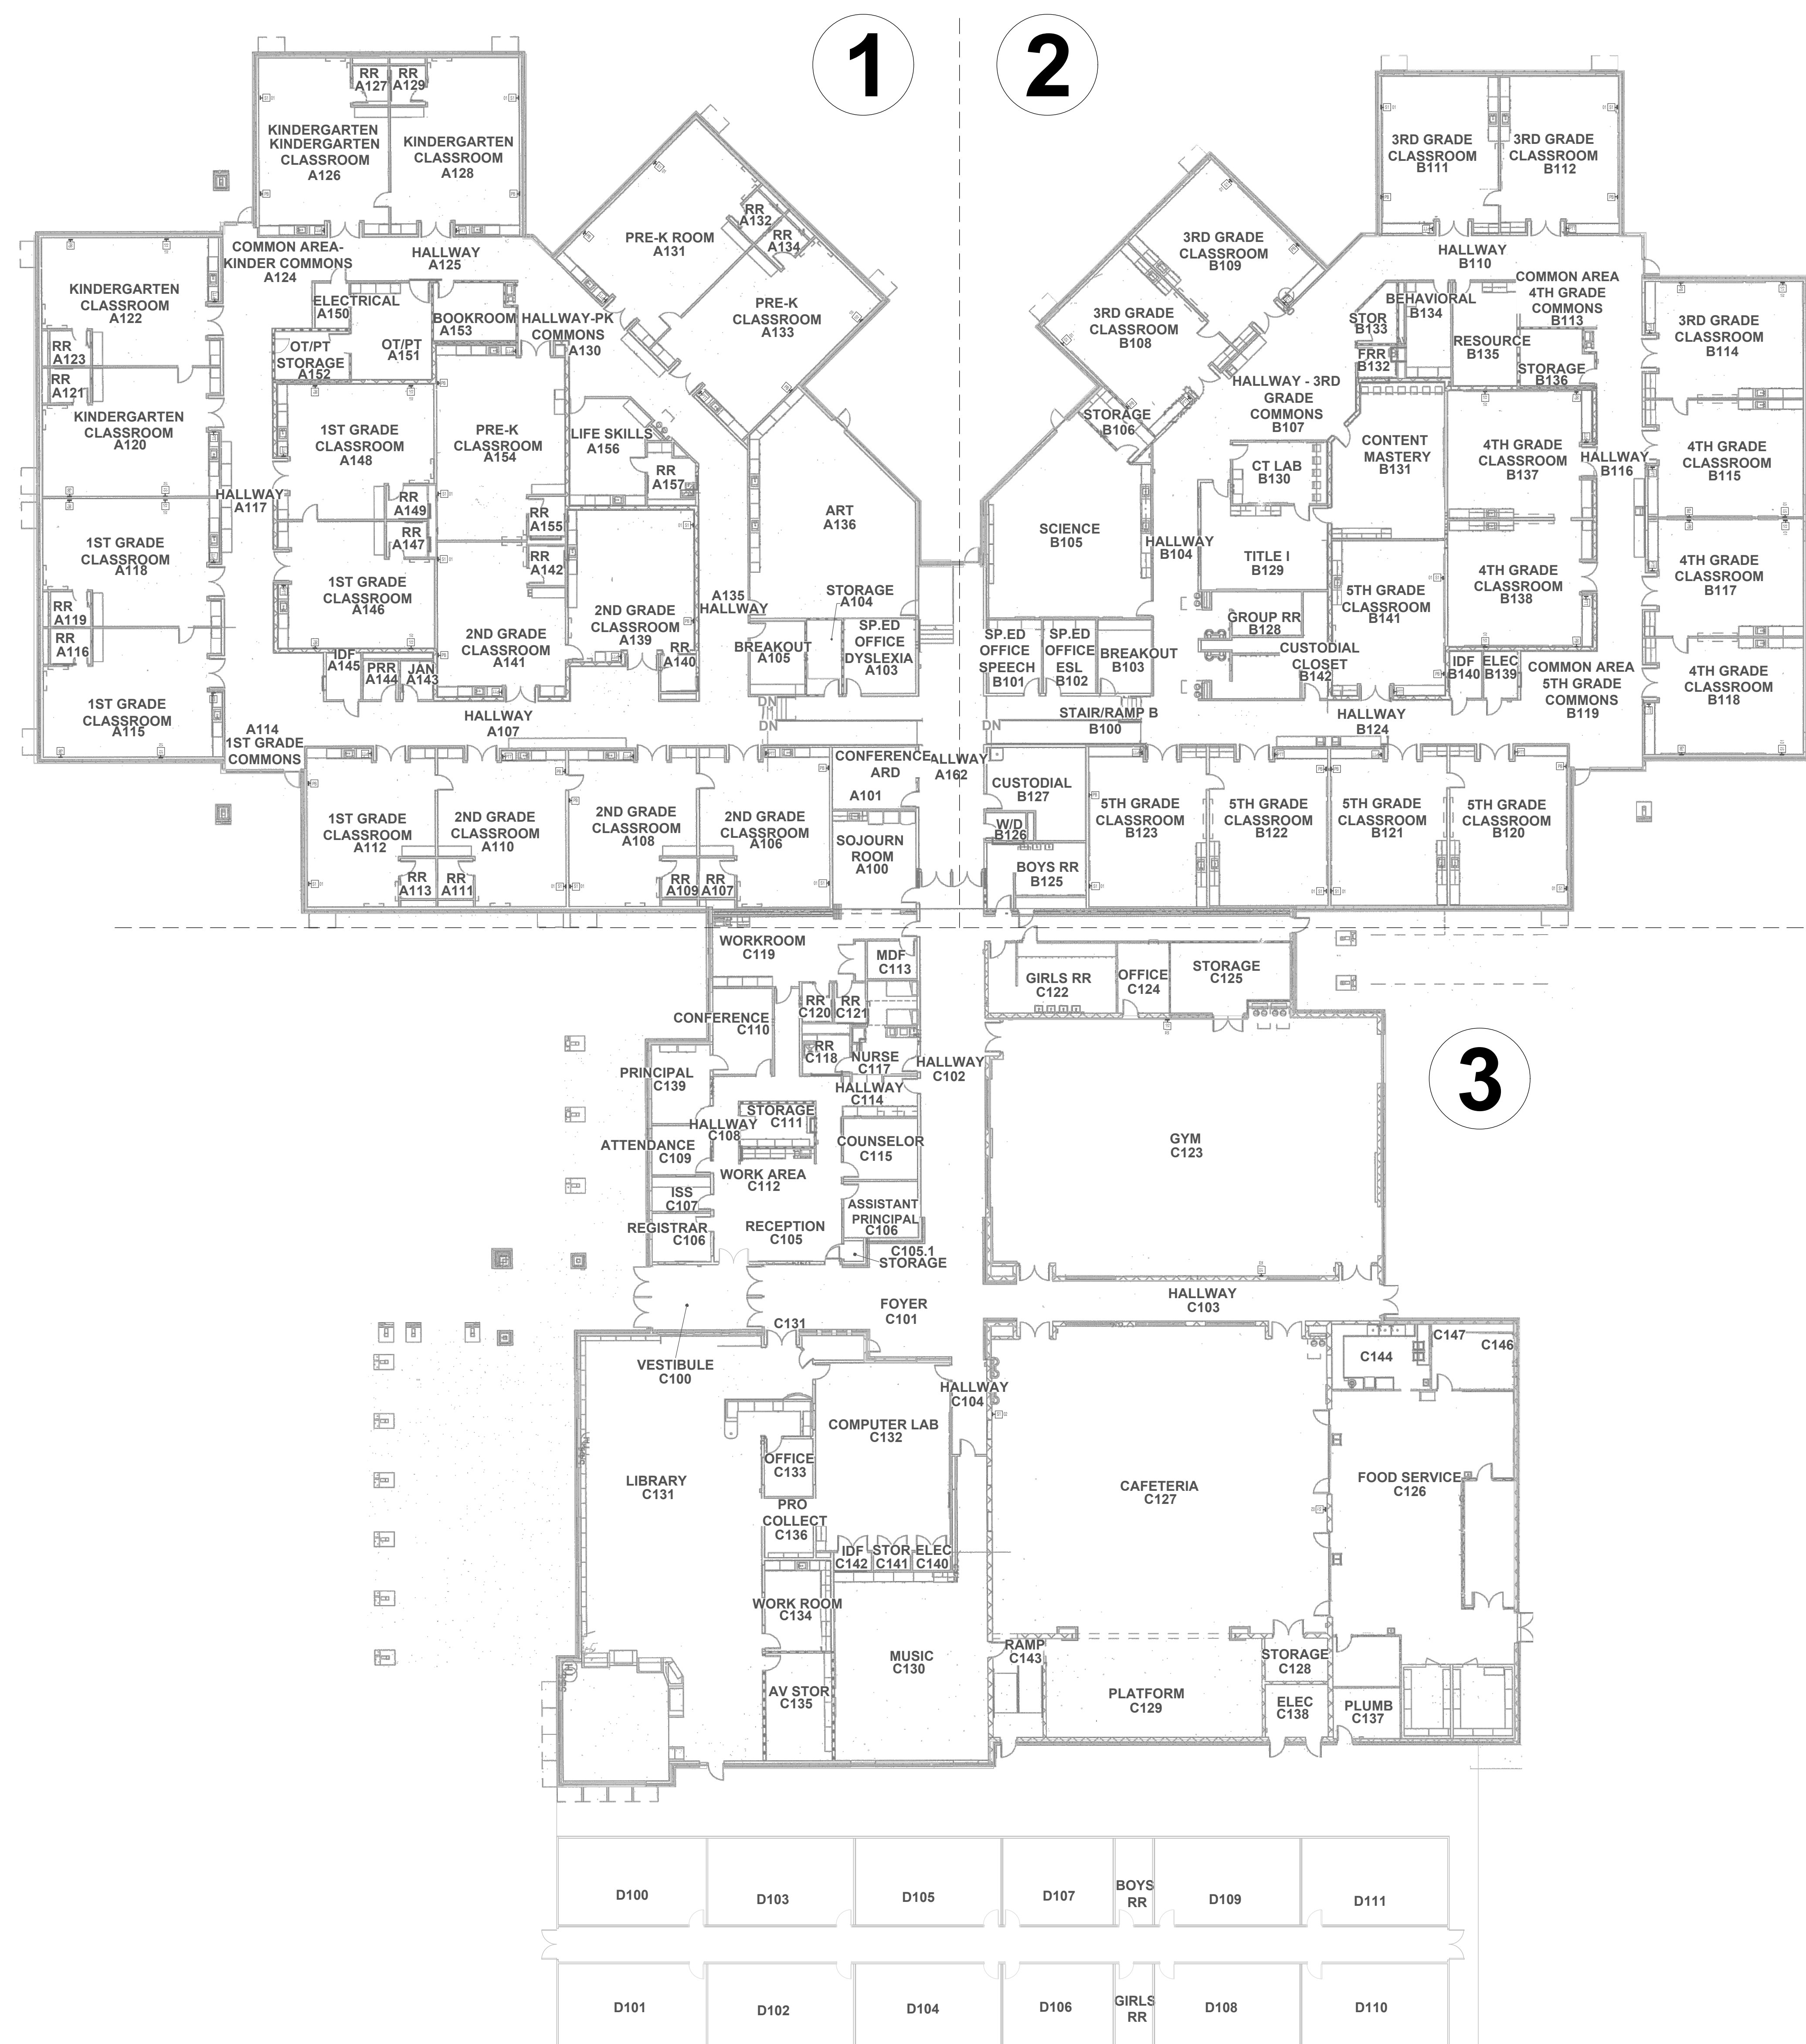 1
2
RR
A127
RR
A129
KINDERGARTEN
KINDERGARTEN
CLASSROOM
A126
KINDERGARTEN
CLASSROOM
A128
COMMON AREA-
KINDER COMMONS
A124
HALLWAY
A125
KINDERGARTEN
CLASSROOM
A122
RR
A123
RR
A121
KINDERGARTEN
CLASSROOM
A120
ELECTRICAL
A150
OT/PT
A151
OT/PT
STORAGE
A152
BOOKROOM
A153
HALLWAY-PK
COMMONS
A130
PRE-K ROOM
A131
RR
A132
RR
A134
PRE-K
CLASSROOM
A133
1ST GRADE
CLASSROOM
A148
PRE-K
CLASSROOM
A154
LIFE SKILLS
A156
RR
A157
HALLWAY
A117
RR
A149
RR
A147
RR
A155
RR
A142
1ST GRADE
CLASSROOM
A118
RR
A119
RR
A116
1ST GRADE
CLASSROOM
A146
2ND GRADE
CLASSROOM
A139
RR
A140
2ND GRADE
CLASSROOM
A141
IDF
A145
PRR
A144
JAN
A143
A135
HALLWAY
ART
A136
STORAGE
A104
BREAKOUT
A105
SP.ED
OFFICE
DYSLEXIA
A103
1ST GRADE
CLASSROOM
A115
A114
1ST GRADE
COMMONS
HALLWAY
A107
DN
DN
1ST GRADE
CLASSROOM
A112
RR
A113
RR
A111
2ND GRADE
CLASSROOM
A110
2ND GRADE
CLASSROOM
A108
RR
A109
RR
A107
2ND GRADE
CLASSROOM
A106
CONFERENCE
ARD
A101
SOJOURN
ROOM
A100
ALLWAY
A162
3RD GRADE
CLASSROOM
B111
3RD GRADE
CLASSROOM
B112
HALLWAY
B110
3RD GRADE
CLASSROOM
B109
3RD GRADE
CLASSROOM
B108
COMMON AREA
4TH GRADE
COMMONS
B113
BEHAVIORAL
B134
STOR
B133
FRR
B132
RESOURCE
B135
STORAGE
B136
3RD GRADE
CLASSROOM
B114
STORAGE
B106
HALLWAY - 3RD
GRADE
COMMONS
B107
CT LAB
B130
CONTENT
MASTERY
B131
4TH GRADE
CLASSROOM
B137
HALLWAY
B116
4TH GRADE
CLASSROOM
B115
SCIENCE
B105
HALLWAY
B104
TITLE I
B129
4TH GRADE
CLASSROOM
B138
4TH GRADE
CLASSROOM
B117
GROUP RR
B128
5TH GRADE
CLASSROOM
B141
SP.ED
OFFICE
SPEECH
B101
SP.ED
OFFICE
ESL
B102
BREAKOUT
B103
CUSTODIAL
CLOSET
B142
IDF
B140
ELEC
B139
COMMON AREA
5TH GRADE
COMMONS
B119
4TH GRADE
CLASSROOM
B118
DN
STAIR/RAMP B
B100
HALLWAY
B124
CUSTODIAL
B127
W/D
B126
BOYS RR
B125
5TH GRADE
CLASSROOM
B123
5TH GRADE
CLASSROOM
B122
5TH GRADE
CLASSROOM
B121
5TH GRADE
CLASSROOM
B120
3
WORKROOM
C119
MDF
C113
CONFERENCE
C110
RR
C120
RR
C121
RR
C118
NURSE
C117
HALLWAY
C102
GIRLS RR
C122
OFFICE
C124
STORAGE
C125
PRINCIPAL
C139
HALLWAY
C114
STORAGE
C111
HALLWAY
C108
ATTENDANCE
C109
COUNSELOR
C115
WORK AREA
C112
ISS
C107
REGISTRAR
C106
RECEPTION
C105
ASSISTANT
PRINCIPAL
C106
C105.1
STORAGE
GYM
C123
HALLWAY
C103
FOYER
C101
C131
VESTIBULE
C100
HALLWAY
C104
COMPUTER LAB
C132
OFFICE
C133
LIBRARY
C131
PRO
COLLECT
C136
IDF
C142
STOR
C141
ELEC
C140
WORK ROOM
C134
AV STOR
C135
MUSIC
C130
CAFETERIA
C127
C144
C147
C146
FOOD SERVICE
C126
RAMP
C143
PLATFORM
C129
STORAGE
C128
ELEC
C138
PLUMB
C137
D100
D103
D105
D107
BOYS
RR
D109
D111
D101
D102
D104
D106
GIRLS
RR
D108
D110